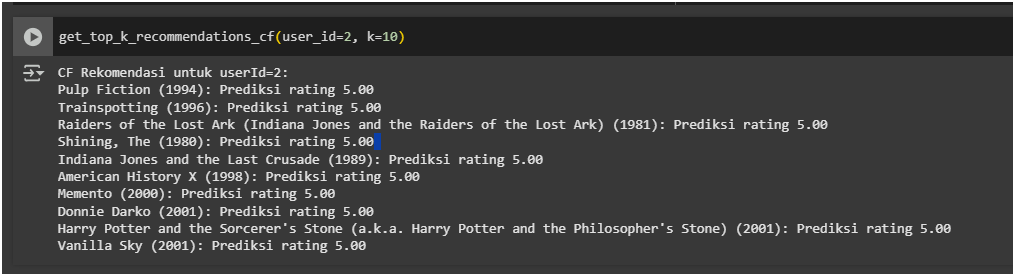 get_top_k_recommendations_cf(user_id=2, k=10)
CF Rekomendasi untuk userId=2:
Pulp Fiction (1994): Prediksi rating 5.00
Trainspotting (1996): Prediksi rating 5.00
Raiders of the Lost Ark (Indiana Jones and the Raiders of the Lost Ark) (1981): Prediksi rating 5.00
Shining, The (1980): Prediksi rating 5.00
Indiana Jones and the Last Crusade (1989): Prediksi rating 5.00
American History X (1998): Prediksi rating 5.00
Memento (2000): Prediksi rating 5.00
Donnie Darko (2001): Prediksi rating 5.00
Harry Potter and the Sorcerer's Stone (a.k.a. Harry Potter and the Philosopher's Stone) (2001): Prediksi rating 5.00
Vanilla Sky (2001): Prediksi rating 5.00